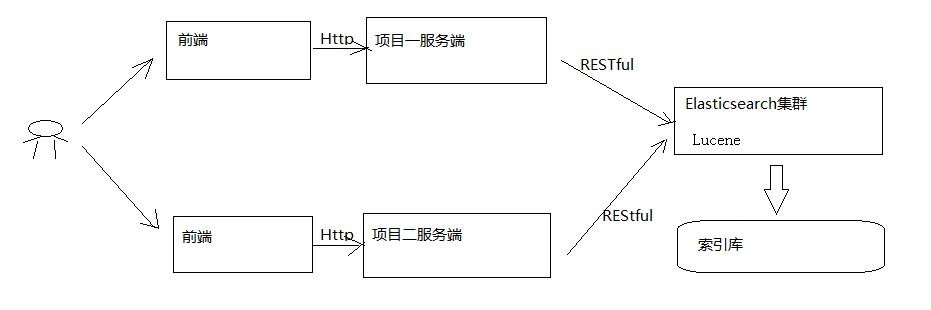 前端
Http
项目一服务端
RESTful
Elasticsearch集群
Lucene
前端
Http
项目二服务端
REStful
索引库